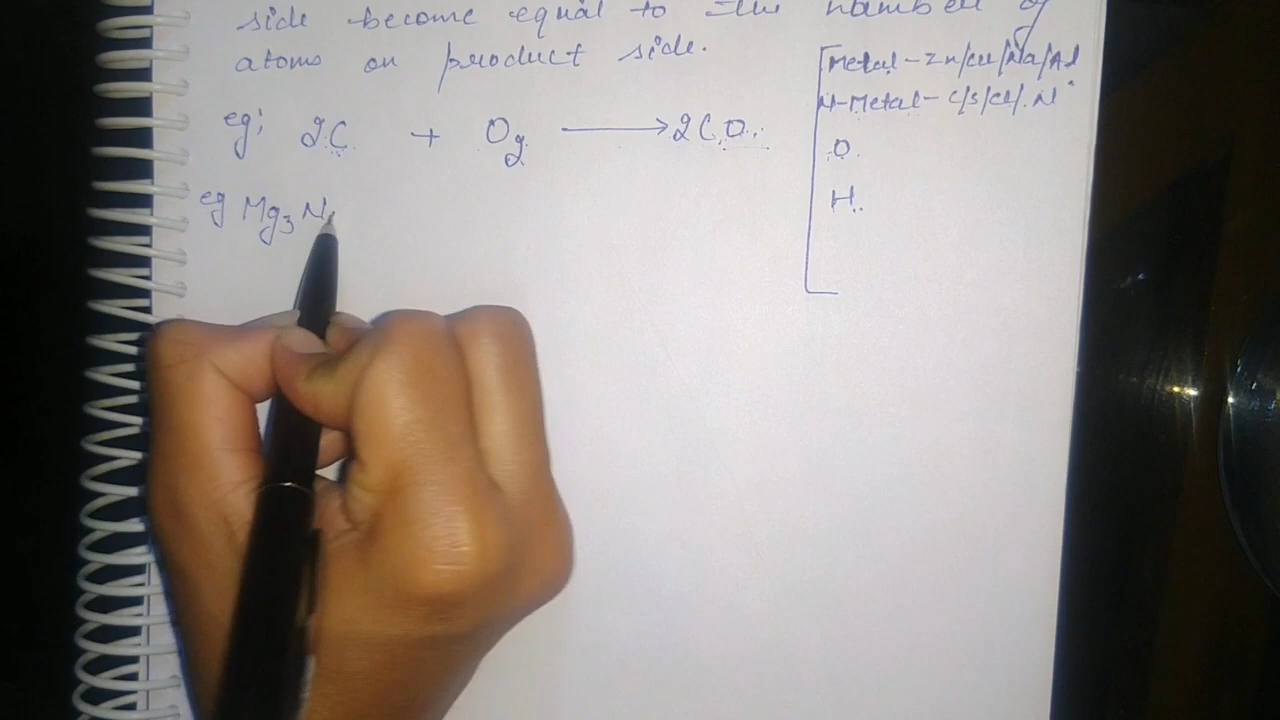 side become equal to the number of
atoms on product side.
eg; 2C + O₂ ⟶ 2CO
eg Mg₃N
[Metal - Zn/Cu/Na/Al
N-Metal - C/S/Cl/N
O
H